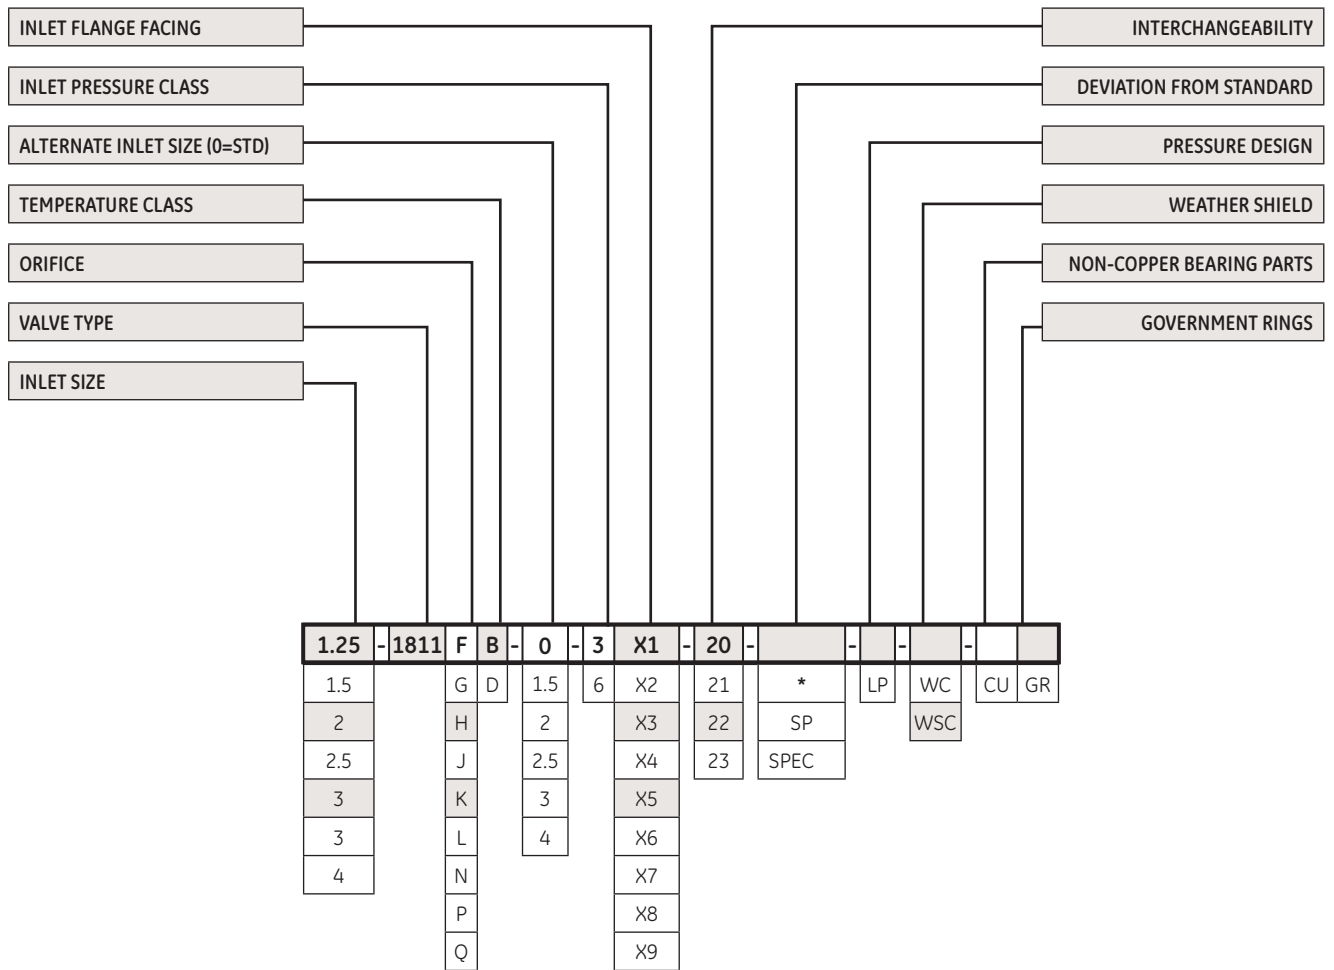 INLET FLANGE FACING
INTERCHANGEABILITY
INLET PRESSURE CLASS
DEVIATION FROM STANDARD
ALTERNATE INLET SIZE (0=STD)
PRESSURE DESIGN
TEMPERATURE CLASS
WEATHER SHIELD
ORIFICE
NON-COPPER BEARING PARTS
VALVE TYPE
GOVERNMENT RINGS
INLET SIZE
1.25 - 1811 F B - 0 - 3 X1 - 20 - - - -
1.5 G D 1.5 6 X2 21 * LP WC CU GR
2 H 2 X3 22 SP WSC
2.5 J 2.5 X4 23 SPEC
3 K 3 X5
3 L 4 X6
4 N X7
P X8
Q X9